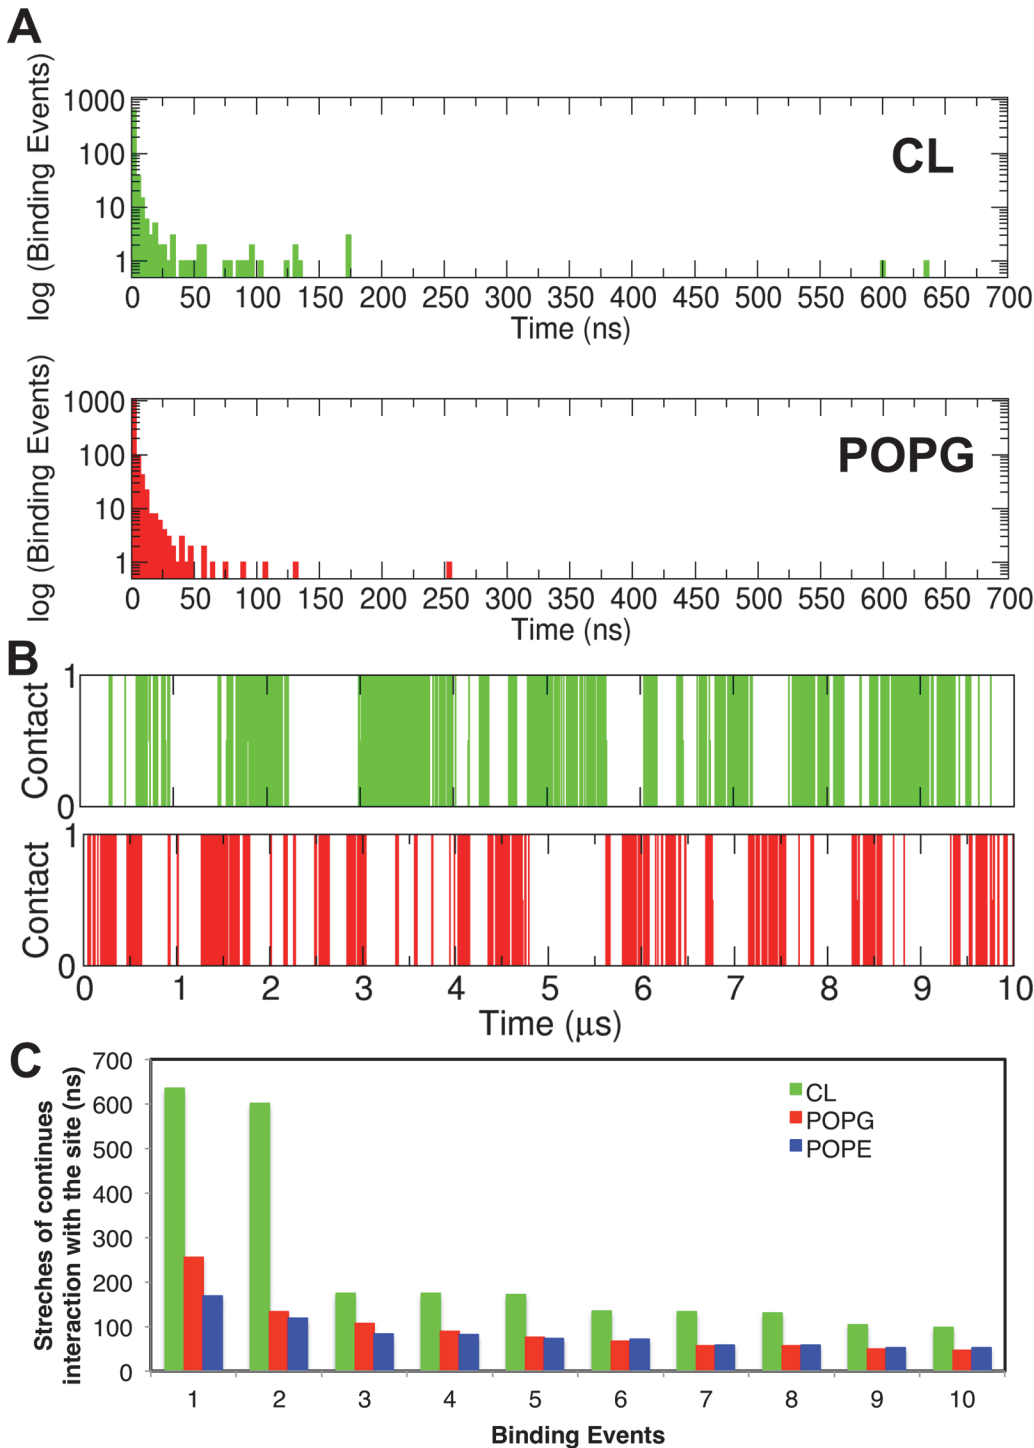 A
log (Binding Events)
1000
100
10
1
CL
0 50 100 150 200 250 300 350 400 450 500 550 600 650 700
Time (ns)
log (Binding Events)
1000
100
10
1
POPG
0 50 100 150 200 250 300 350 400 450 500 550 600 650 700
Time (ns)
B
Contact
1
0
Contact
1
0
0 1 2 3 4 5 6 7 8 9 10
Time (μs)
C
Streches of continues
interaction with the site (ns)
700
600
500
400
300
200
100
0
CL
POPG
POPE
1 2 3 4 5 6 7 8 9 10
Binding Events